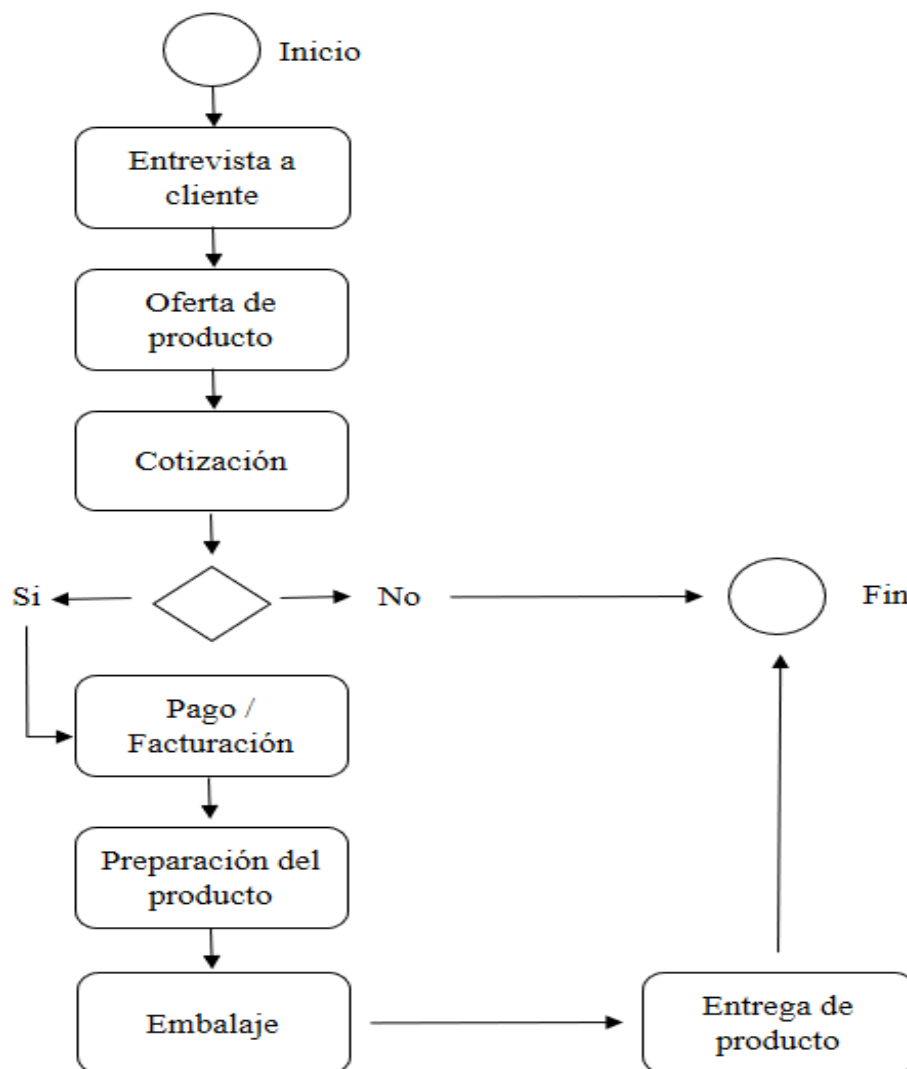 Inicio
Entrevista a
cliente
Oferta de
producto
Cotización
Si
No
Fin
Pago /
Facturación
Preparación del
producto
Embalaje
Entrega de
producto